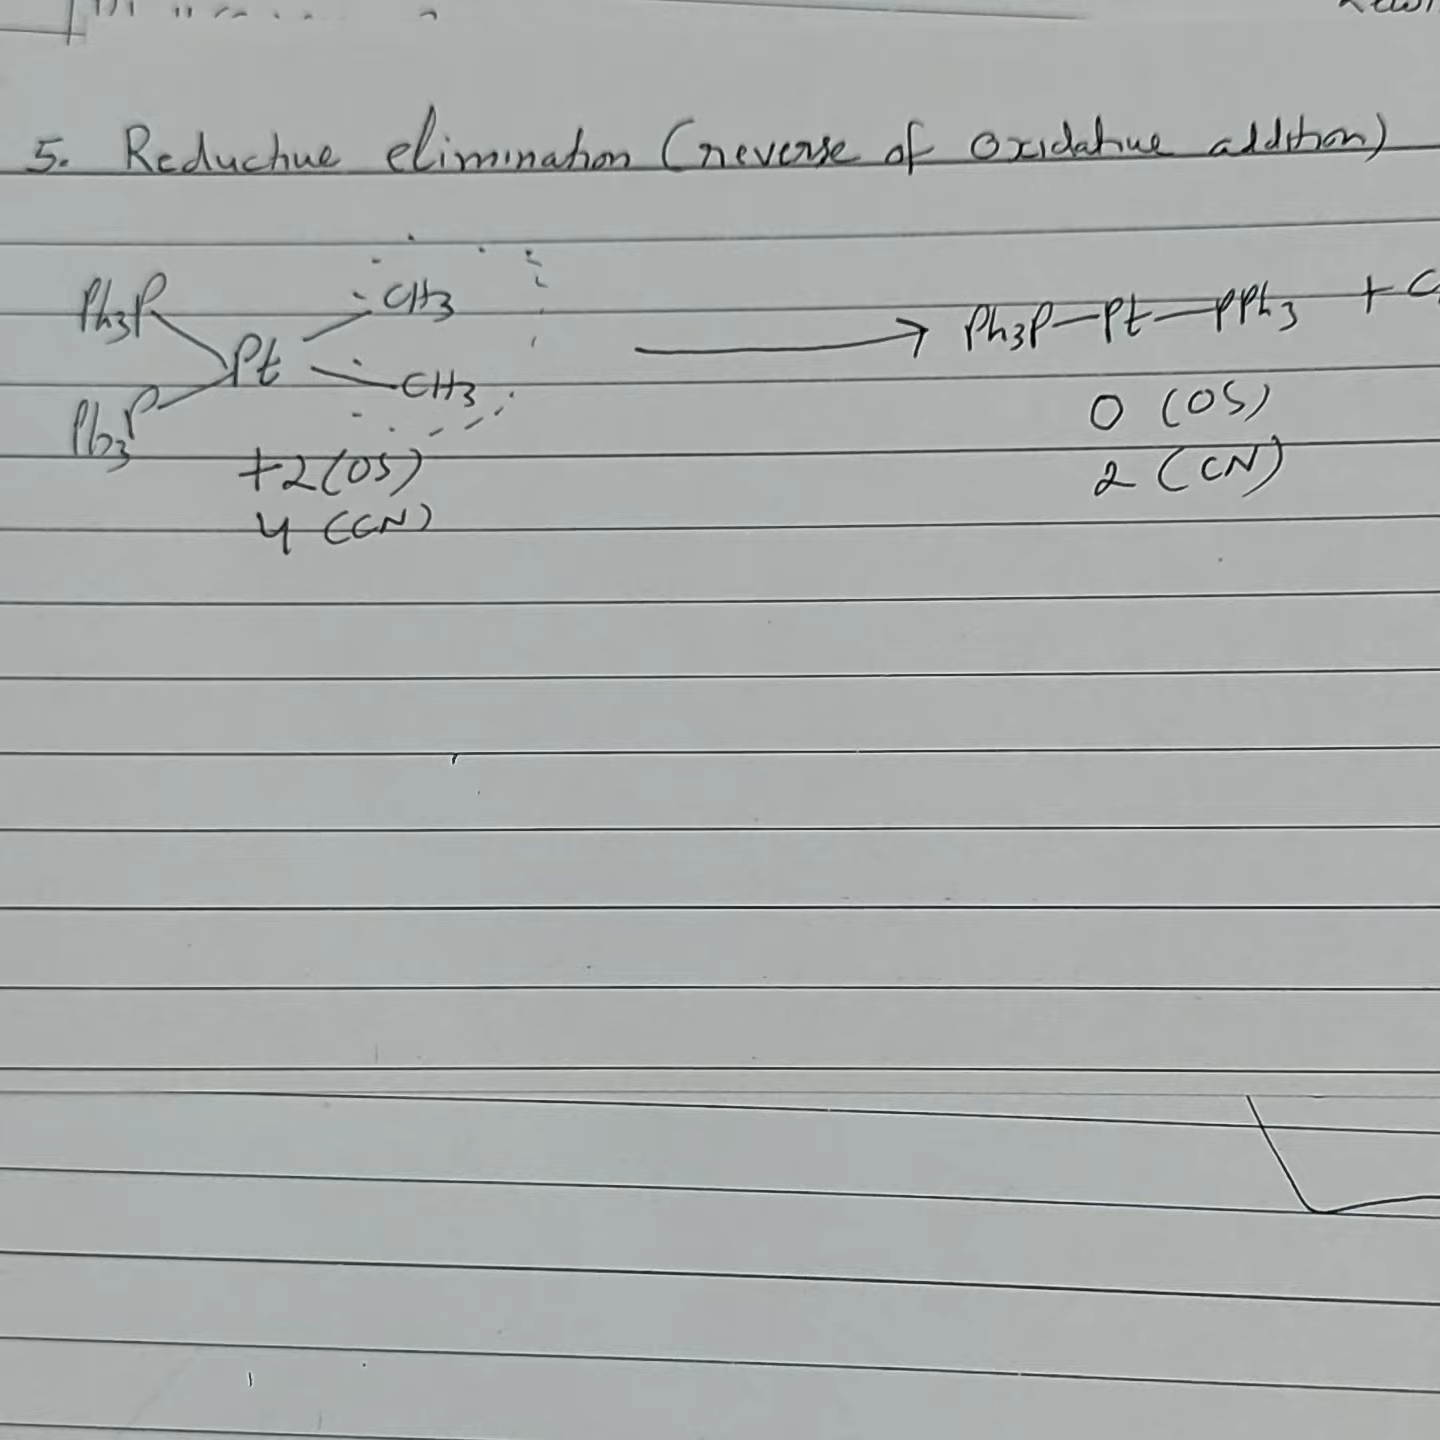 5. Reductive elimination (reverse of oxidative addition)
Ph3P CH3
Pt
Ph3P CH3
Ph3P—Pt—PPh3 +
+2 (OS)
4 (CN)
0 (OS)
2 (CN)